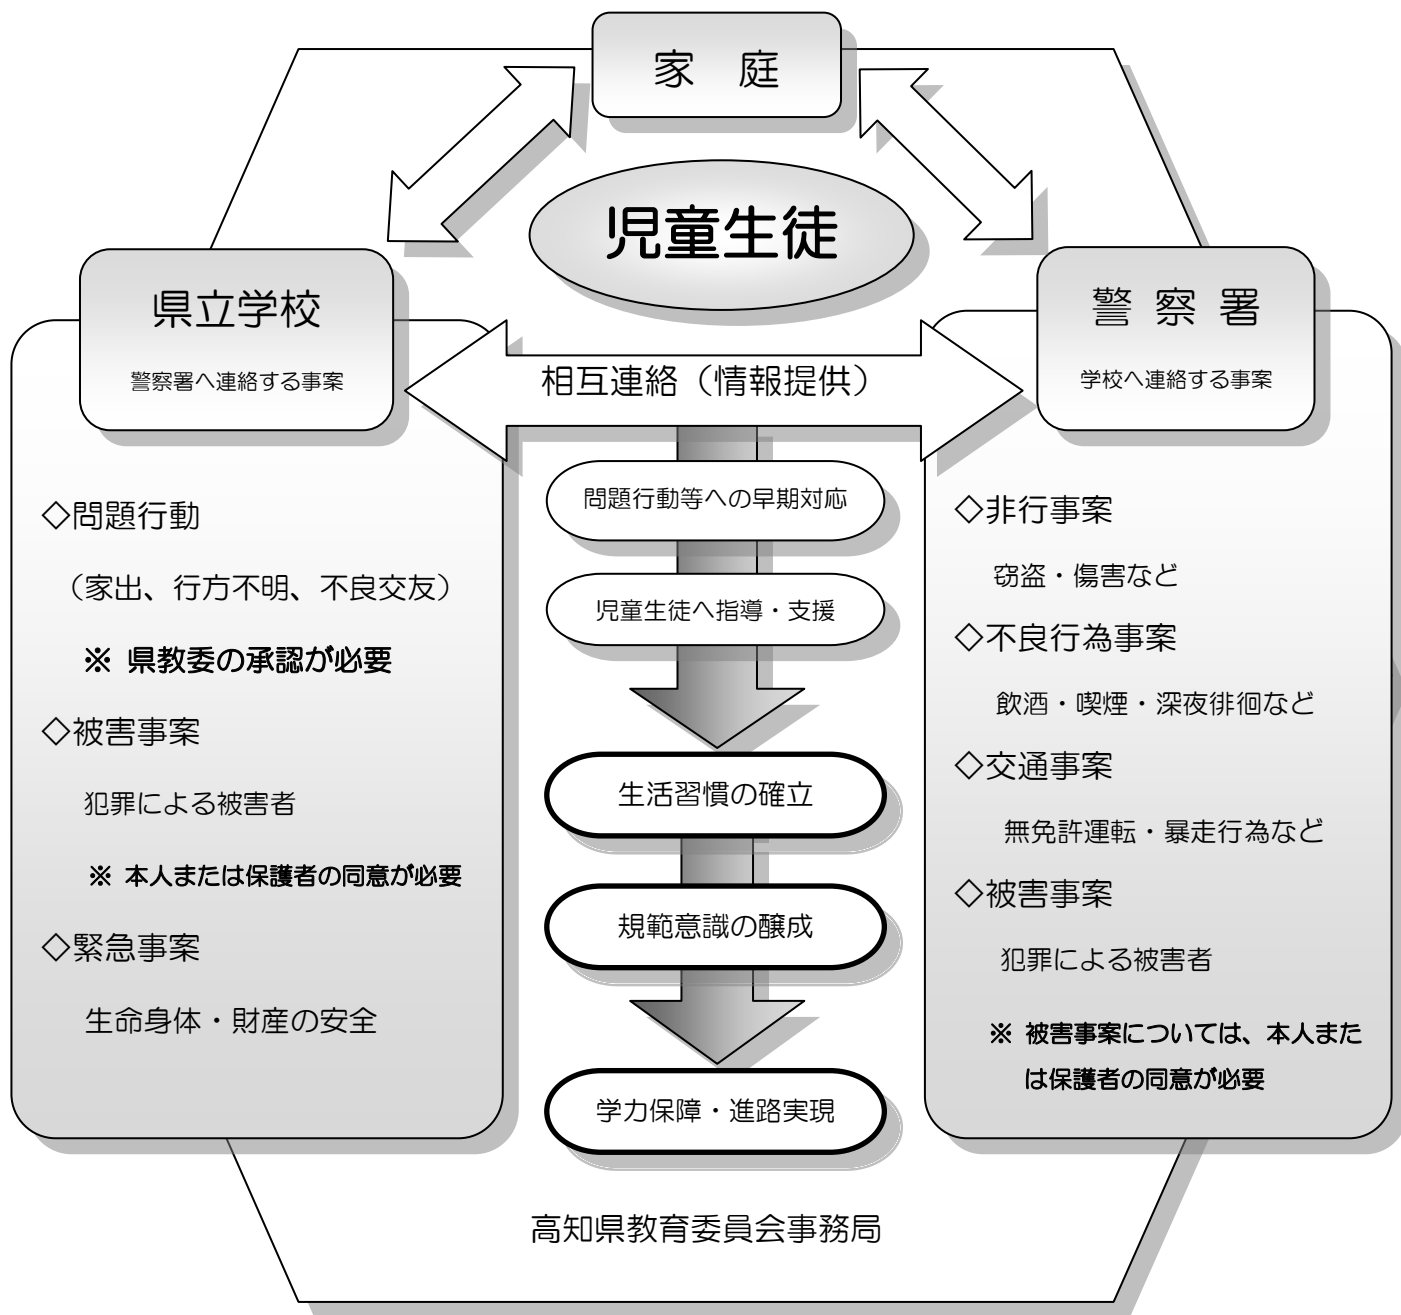 家　庭
児童生徒
県立学校
警察署へ連絡する事案
警 察 署
学校へ連絡する事案
相互連絡（情報提供）
◇問題行動
（家出、行方不明、不良交友）
※ 県教委の承認が必要
◇被害事案
犯罪による被害者
※ 本人または保護者の同意が必要
◇緊急事案
生命身体・財産の安全
問題行動等への早期対応
児童生徒へ指導・支援
生活習慣の確立
規範意識の醸成
学力保障・進路実現
◇非行事案
窃盗・傷害など
◇不良行為事案
飲酒・喫煙・深夜徘徊など
◇交通事案
無免許運転・暴走行為など
◇被害事案
犯罪による被害者
※ 被害事案については、本人また
は保護者の同意が必要
高知県教育委員会事務局